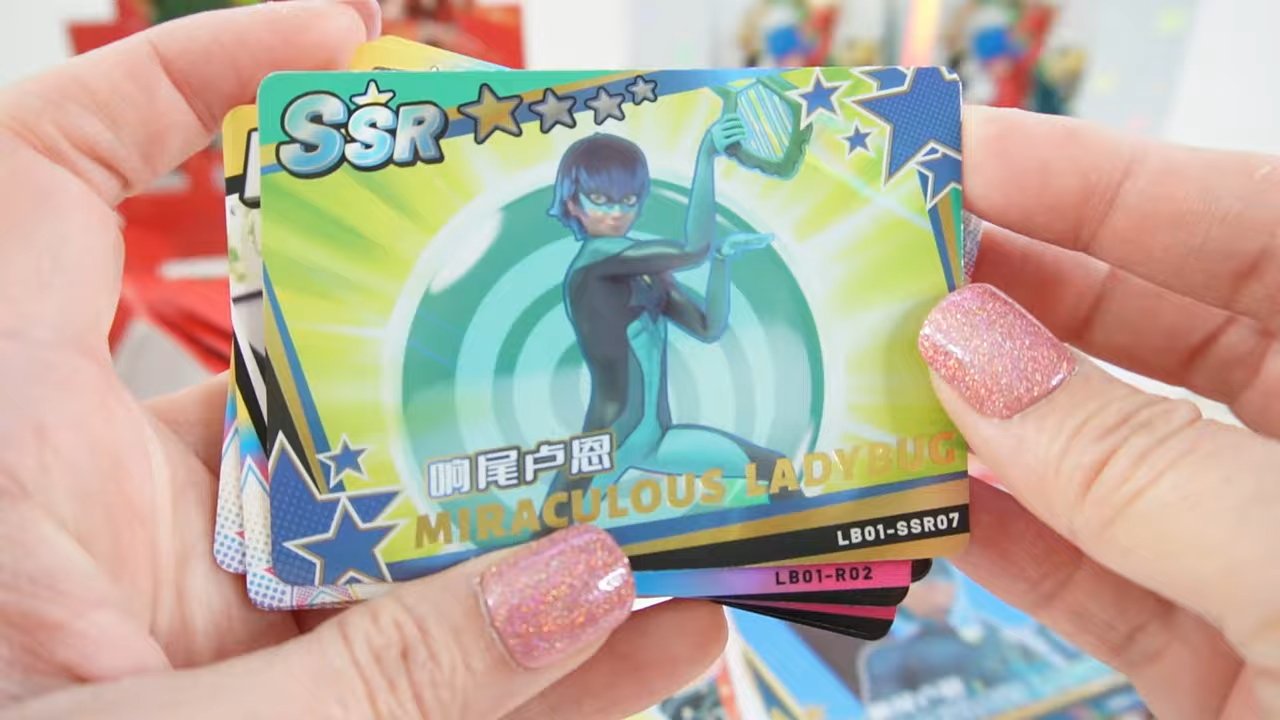 SSR
响尾卢恩
MIRACULOUS LADYBUG
LB01-SSR07
LB01-R02